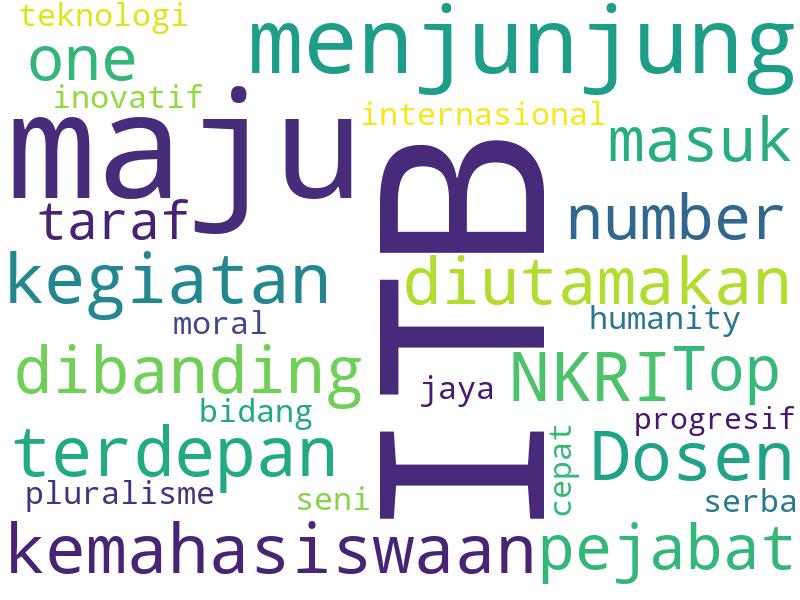 teknologi
one
menjunjung
inovatif
maju
internasional
masuk
taraf
ITB
number
kegiatan
diutamakan
moral
humanity
dibanding
jaya
NKRI
Top
bidang
progresif
terdepan
cepat
Dosen
pluralisme
seni
serba
kemahasiswaan
pejabat